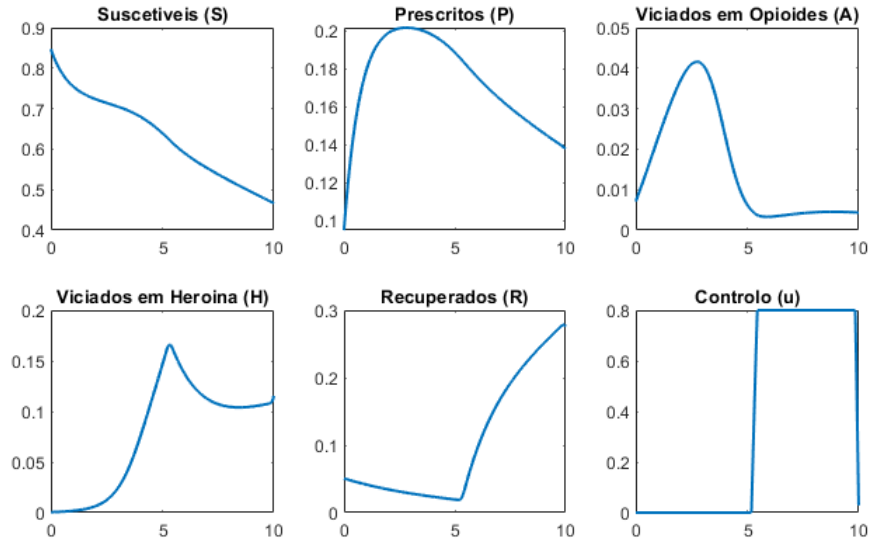 Suscetiveis (S) Prescritos (P) Viciados em Opioides (A)
0.9 0.2 0.05
0.8 0.18 0.04
0.7 0.16 0.03
0.6 0.14 0.02
0.5 0.12 0.01
0.4 0.1 0
0 5 10 0 5 10 0 5 10
Viciados em Heroina (H) Recuperados (R) Controlo (u)
0.2 0.3 0.8
0.15 0.2 0.6
0.1 0.1 0.4
0.05 0 0.2
0 0
0 5 10 0 5 10 0 5 10